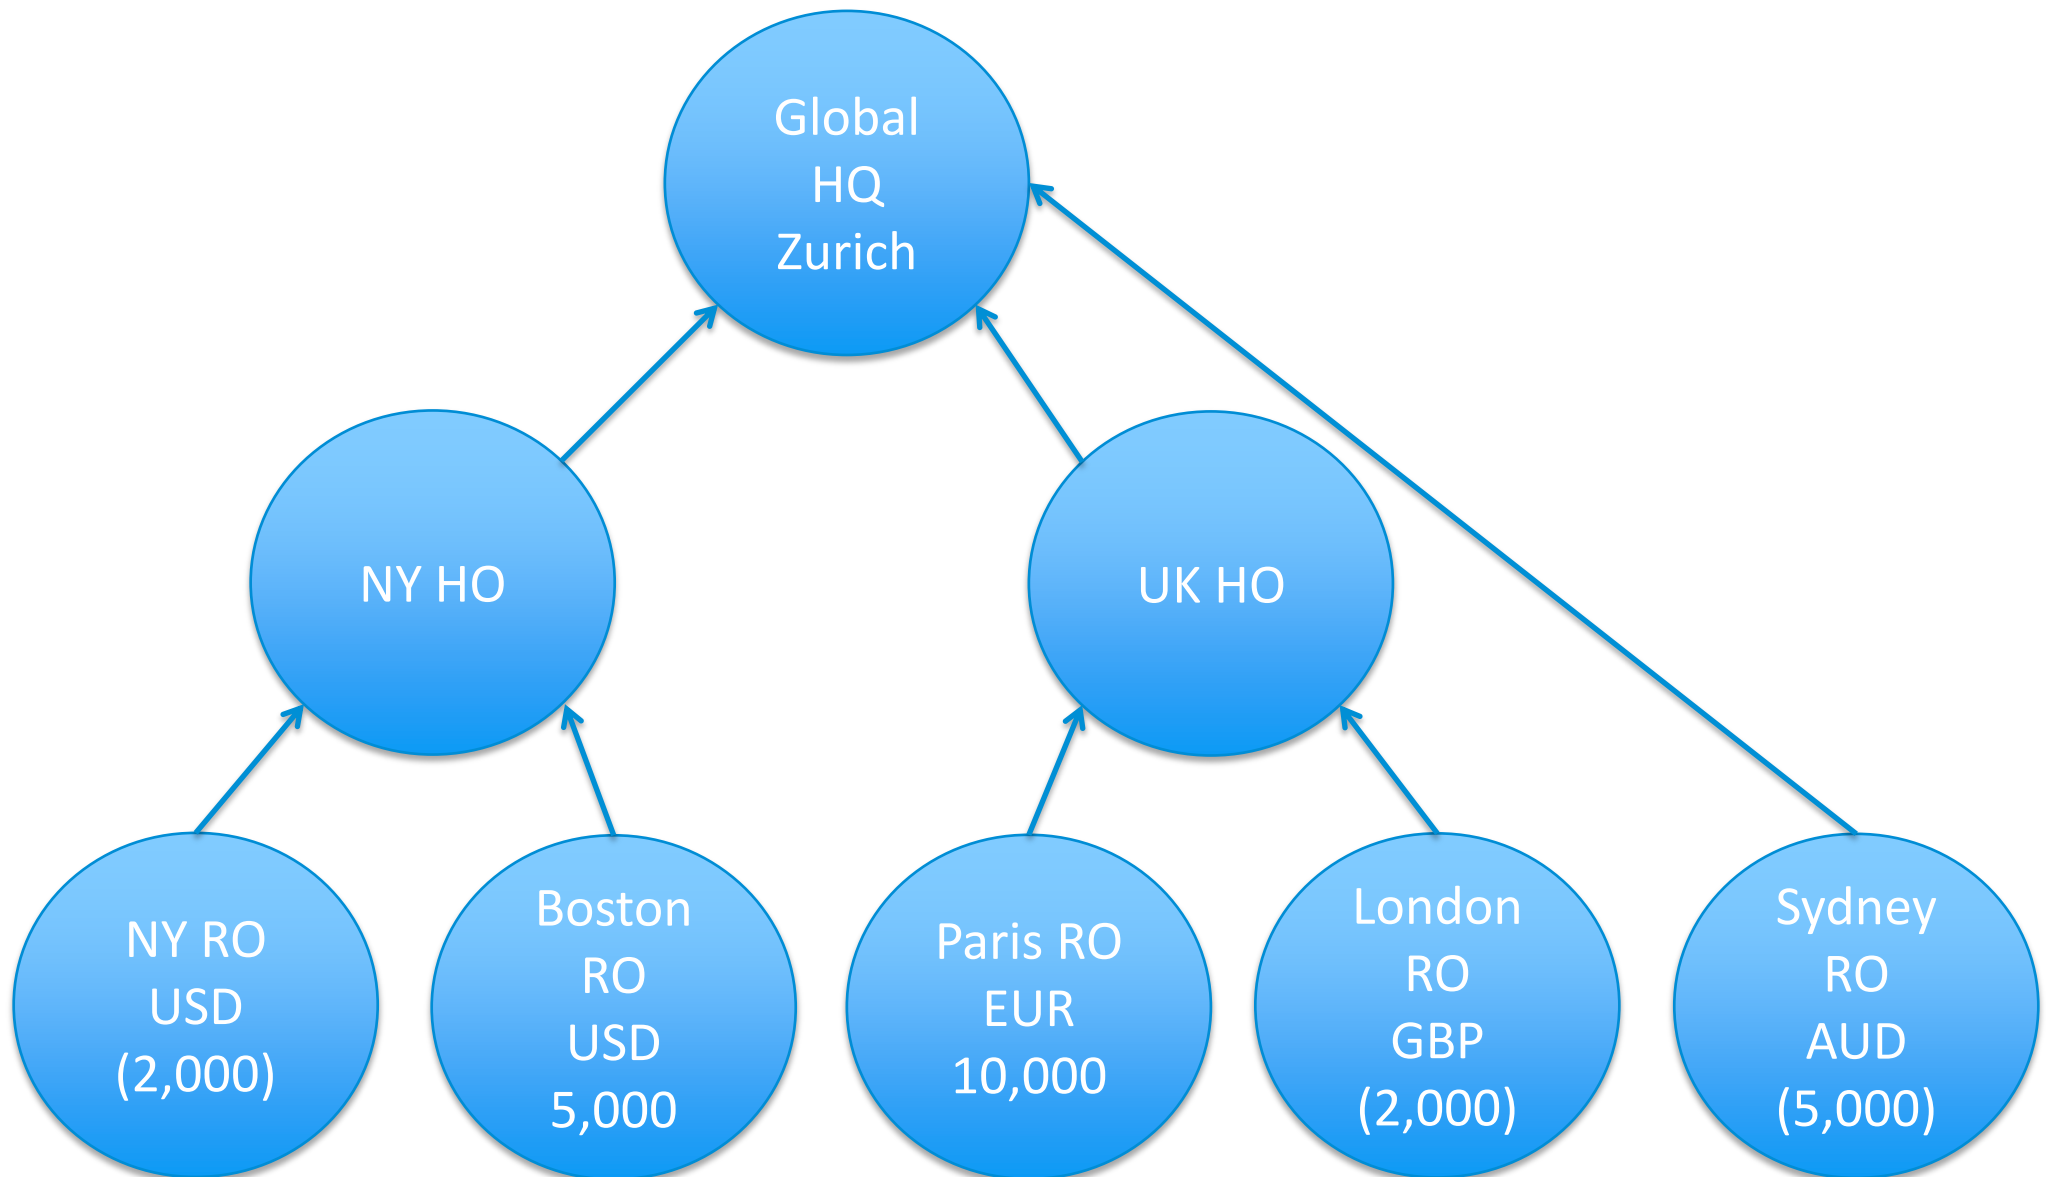 Global
HQ
Zurich
NY HO
UK HO
NY RO
USD
(2,000)
Boston
RO
USD
5,000
Paris RO
EUR
10,000
London
RO
GBP
(2,000)
Sydney
RO
AUD
(5,000)